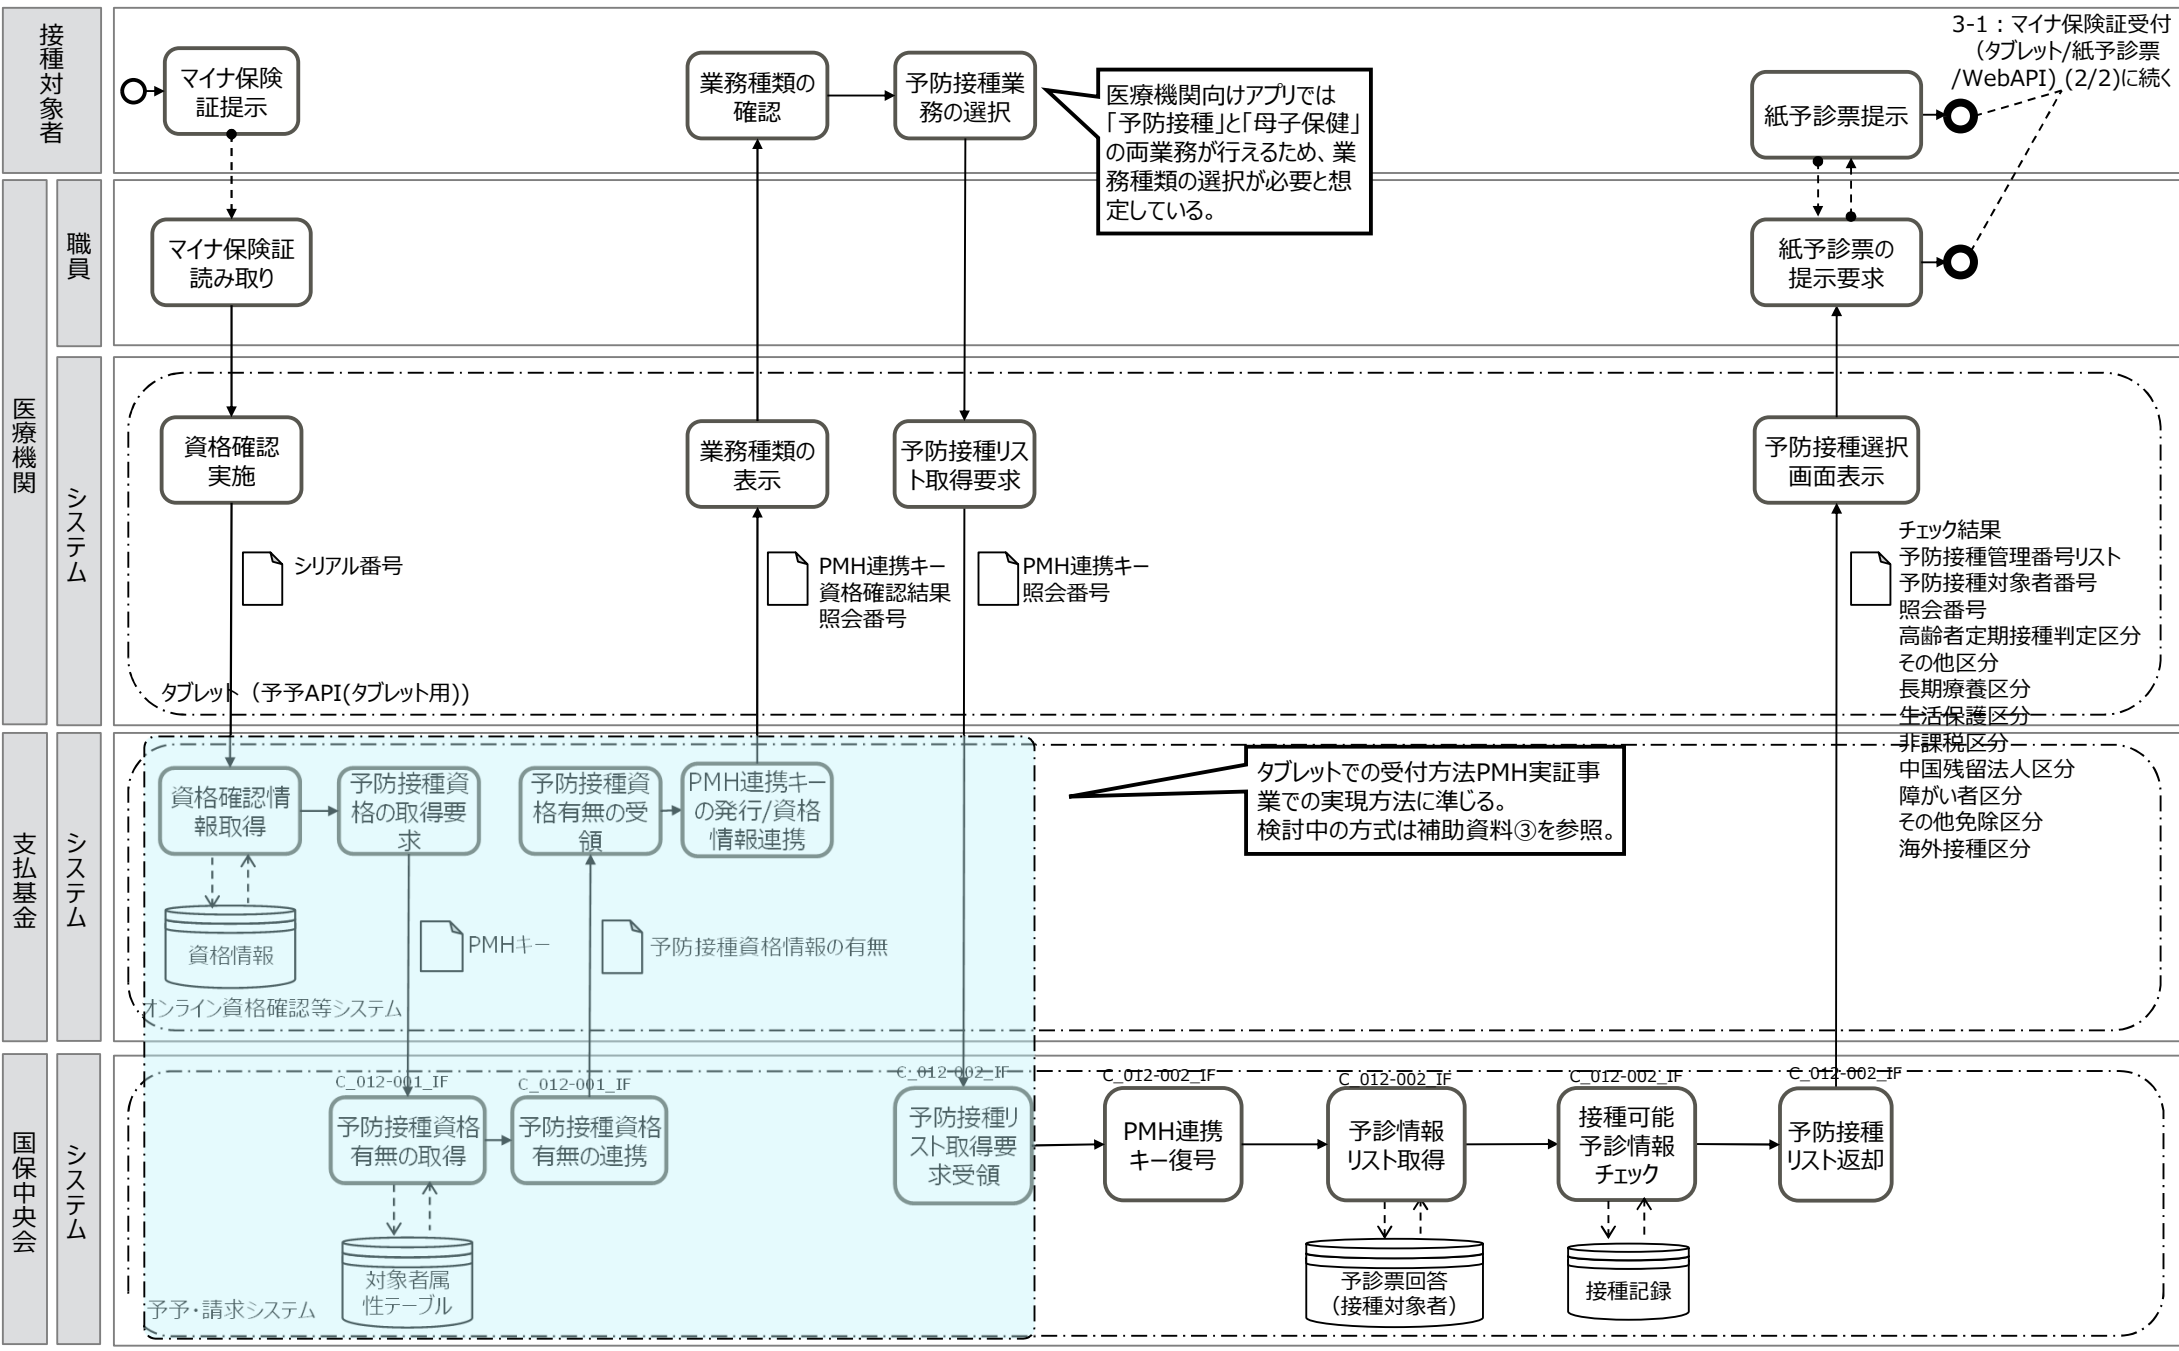 接種対象者
マイナ保険
証提示
業務種類の
確認
予防接種業
務の選択
医療機関向けアプリでは
「予防接種」と「母子保健」
の両業務が行えるため、業
務種類の選択が必要と想
定している。
紙予診票提示
3-1：マイナ保険証受付
（タブレット/紙予診票
/WebAPI) (2/2)に続く
医療機関
職員
マイナ保険証
読み取り
紙予診票の
提示要求
システム
資格確認
実施
業務種類の
表示
予防接種リス
ト取得要求
予防接種選択
画面表示
シリアル番号
PMH連携キー
資格確認結果
照会番号
PMH連携キー
照会番号
チェック結果
予防接種管理番号リスト
予防接種対象者番号
照会番号
高齢者定期接種判定区分
その他区分
長期療養区分
生活保護区分
非課税区分
中国残留法人区分
障がい者区分
その他免除区分
海外接種区分
タブレット（予予API(タブレット用))
支払基金
システム
資格確認情
報取得
予防接種資
格の取得要
求
予防接種資
格有無の受
領
PMH連携キー
の発行/資格
情報連携
タブレットでの受付方法PMH実証事
業での実現方法に準じる。
検討中の方式は補助資料③を参照。
資格情報
PMHキー
予防接種資格情報の有無
オンライン資格確認等システム
国保中央会
システム
C_012-001_IF
予防接種資格
有無の取得
C_012-001_IF
予防接種資格
有無の連携
C_012-002_IF
予防接種リ
スト取得要
求受領
C_012-002_IF
PMH連携
キー復号
C_012-002_IF
予診情報
リスト取得
C_012-002_IF
接種可能
予診情報
チェック
C_012-002_IF
予防接種
リスト返却
対象者属
性テーブル
予診票回答
（接種対象者）
接種記録
予予・請求システム